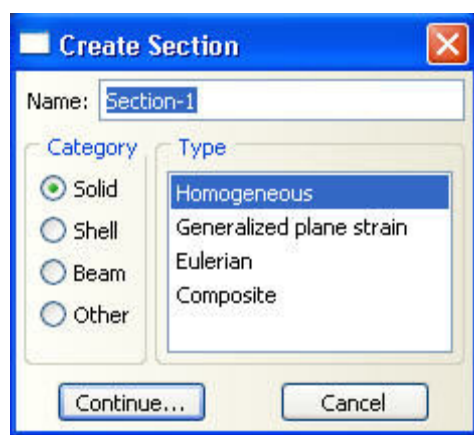 Create Section
Name: Section-1
Category
Solid
Shell
Beam
Other
Type
Homogeneous
Generalized plane strain
Eulerian
Composite
Continue... Cancel